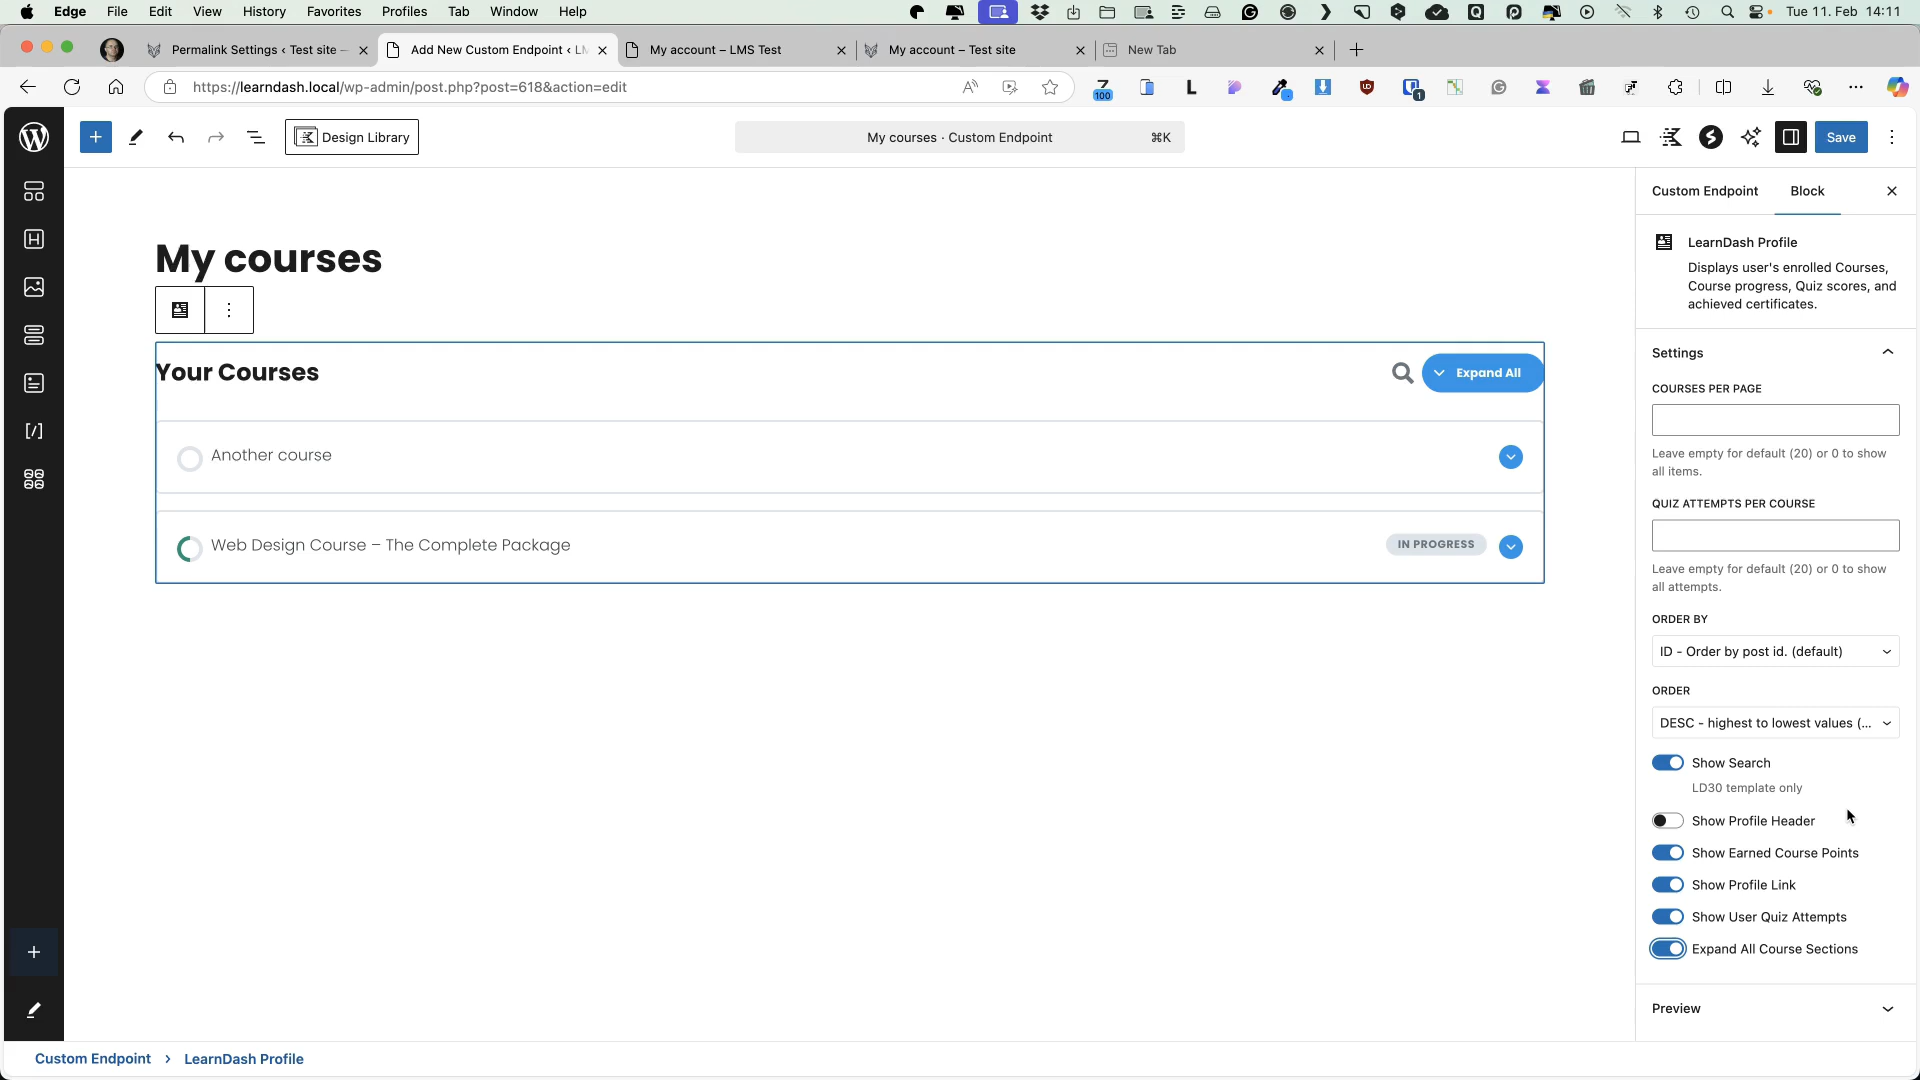 Edge File Edit View History Favorites Profiles Tab Window Help Tue 11. Feb 14:11
Permalink Settings ‹ Test site –
Add New Custom Endpoint ‹ LM
My account – LMS Test
My account – Test site
New Tab
https://learndash.local/wp-admin/post.php?post=618&action=edit
100
1
Design Library
My courses · Custom Endpoint ⌘K
Save
Custom Endpoint Block
LearnDash Profile
Displays user's enrolled Courses,
Course progress, Quiz scores, and
achieved certificates.
My courses
Your Courses
Expand All
Another course
Web Design Course – The Complete Package
IN PROGRESS
Settings
COURSES PER PAGE
Leave empty for default (20) or 0 to show
all items.
QUIZ ATTEMPTS PER COURSE
Leave empty for default (20) or 0 to show
all attempts.
ORDER BY
ID - Order by post id. (default)
ORDER
DESC - highest to lowest values (...
Show Search
LD30 template only
Show Profile Header
Show Earned Course Points
Show Profile Link
Show User Quiz Attempts
Expand All Course Sections
Preview
Custom Endpoint › LearnDash Profile